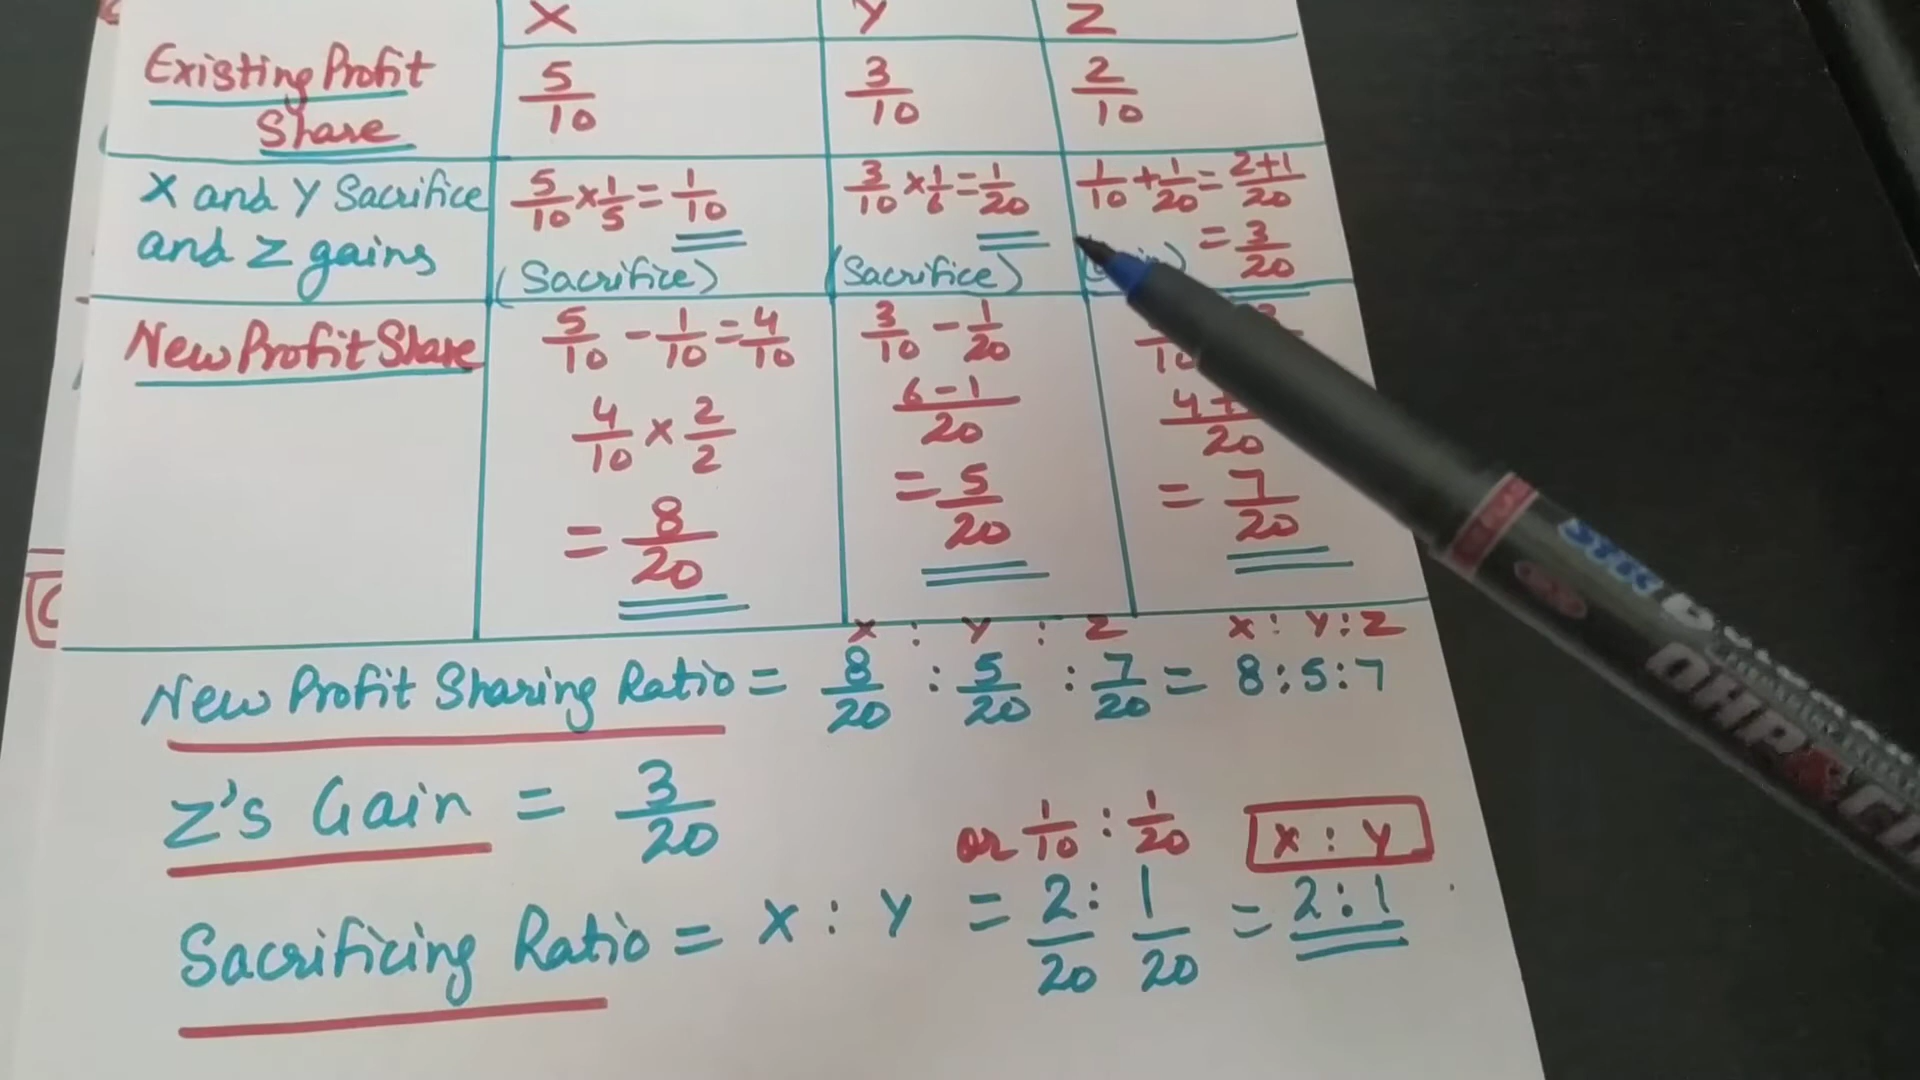 X Y Z
Existing Profit Share 5/10 3/10 2/10
X and Y Sacrifice and Z gains 5/10 × 1/5 = 1/10 (Sacrifice) 3/10 × 1/6 = 1/20 (Sacrifice) 1/10 + 1/20 = 2+1/20 = 3/20
New Profit Share 5/10 - 1/10 = 4/10 3/10 - 1/20
4/10 × 2/2 6-1/20 4+ /20
= 8/20 = 5/20 = 7/20
X : Y : Z X : Y : Z
New Profit Sharing Ratio = 8/20 : 5/20 : 7/20 = 8:5:7
Z's Gain = 3/20
or 1/10 : 1/20 X : Y
Sacrificing Ratio = X : Y = 2/20 : 1/20 = 2:1
OHP